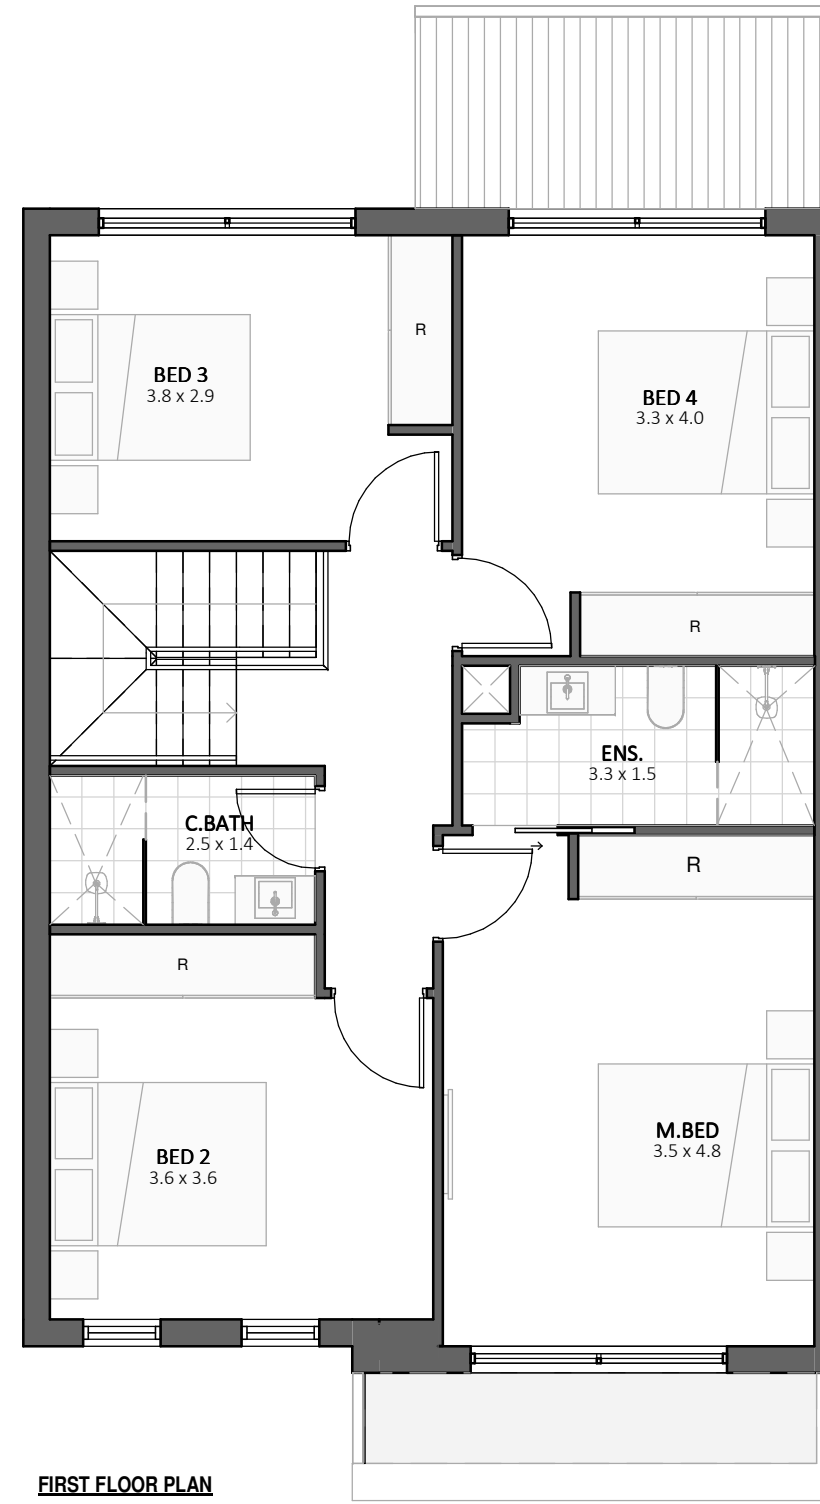 R
BED 3
3.8 x 2.9
BED 4
3.3 x 4.0
R
ENS.
3.3 x 1.5
C.BATH
2.5 x 1.4
R
R
M.BED
3.5 x 4.8
BED 2
3.6 x 3.6
FIRST FLOOR PLAN